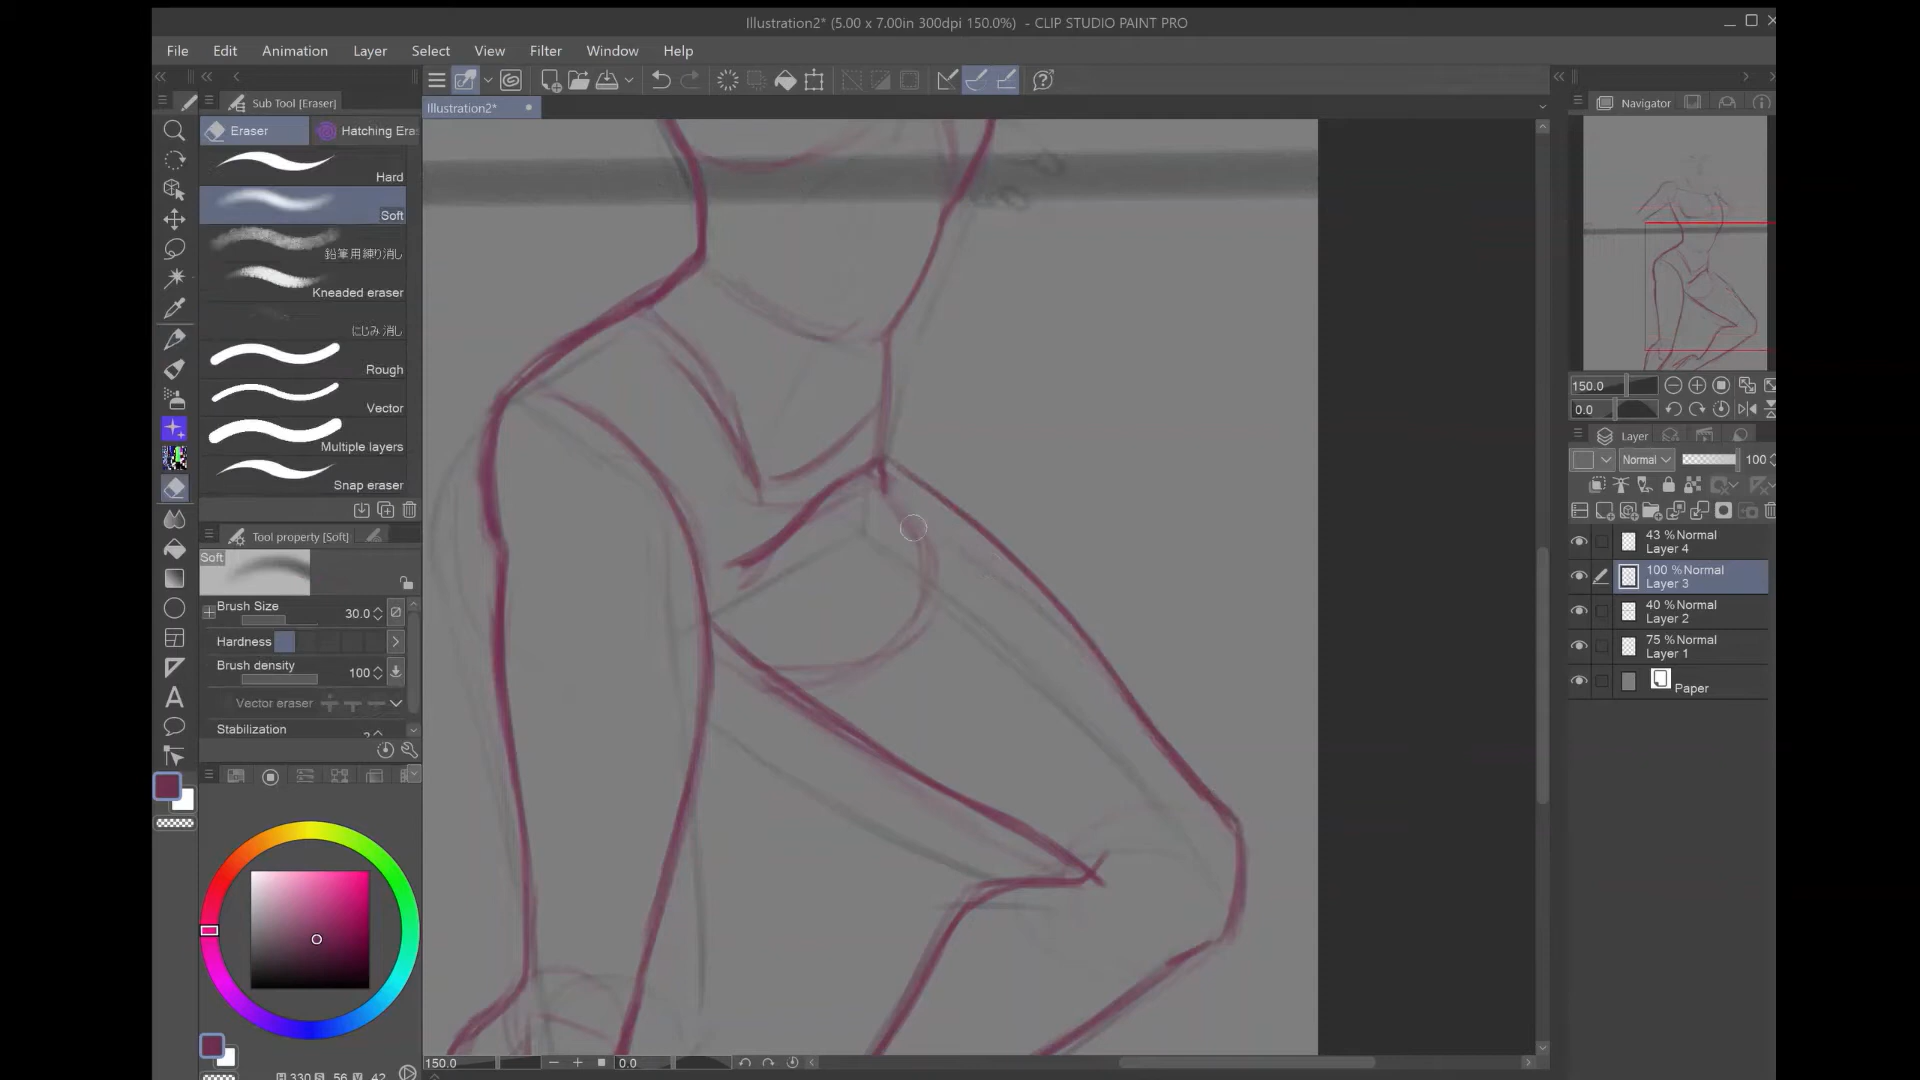 Illustration2* (5.00 x 7.00in 300dpi 150.0%) - CLIP STUDIO PAINT PRO
File Edit Animation Layer Select View Filter Window Help
Sub Tool [Eraser]
Illustration2*
Navigator
Eraser
Hatching Era
Hard
Soft
鉛筆用練り消し
Kneaded eraser
にじみ消し
Rough
Vector
Multiple layers
Snap eraser
150.0
0.0
Layer
Normal 100
Tool property [Soft]
Soft
Brush Size 30.0
Hardness
Brush density 100
Vector eraser
Stabilization
43 % Normal
Layer 4
100 % Normal
Layer 3
40 % Normal
Layer 2
75 % Normal
Layer 1
Paper
150.0
0.0
H 330 S 56 V 42